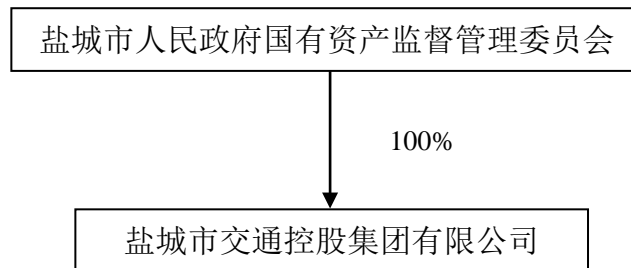 盐城市人民政府国有资产监督管理委员会
100%
盐城市交通控股集团有限公司